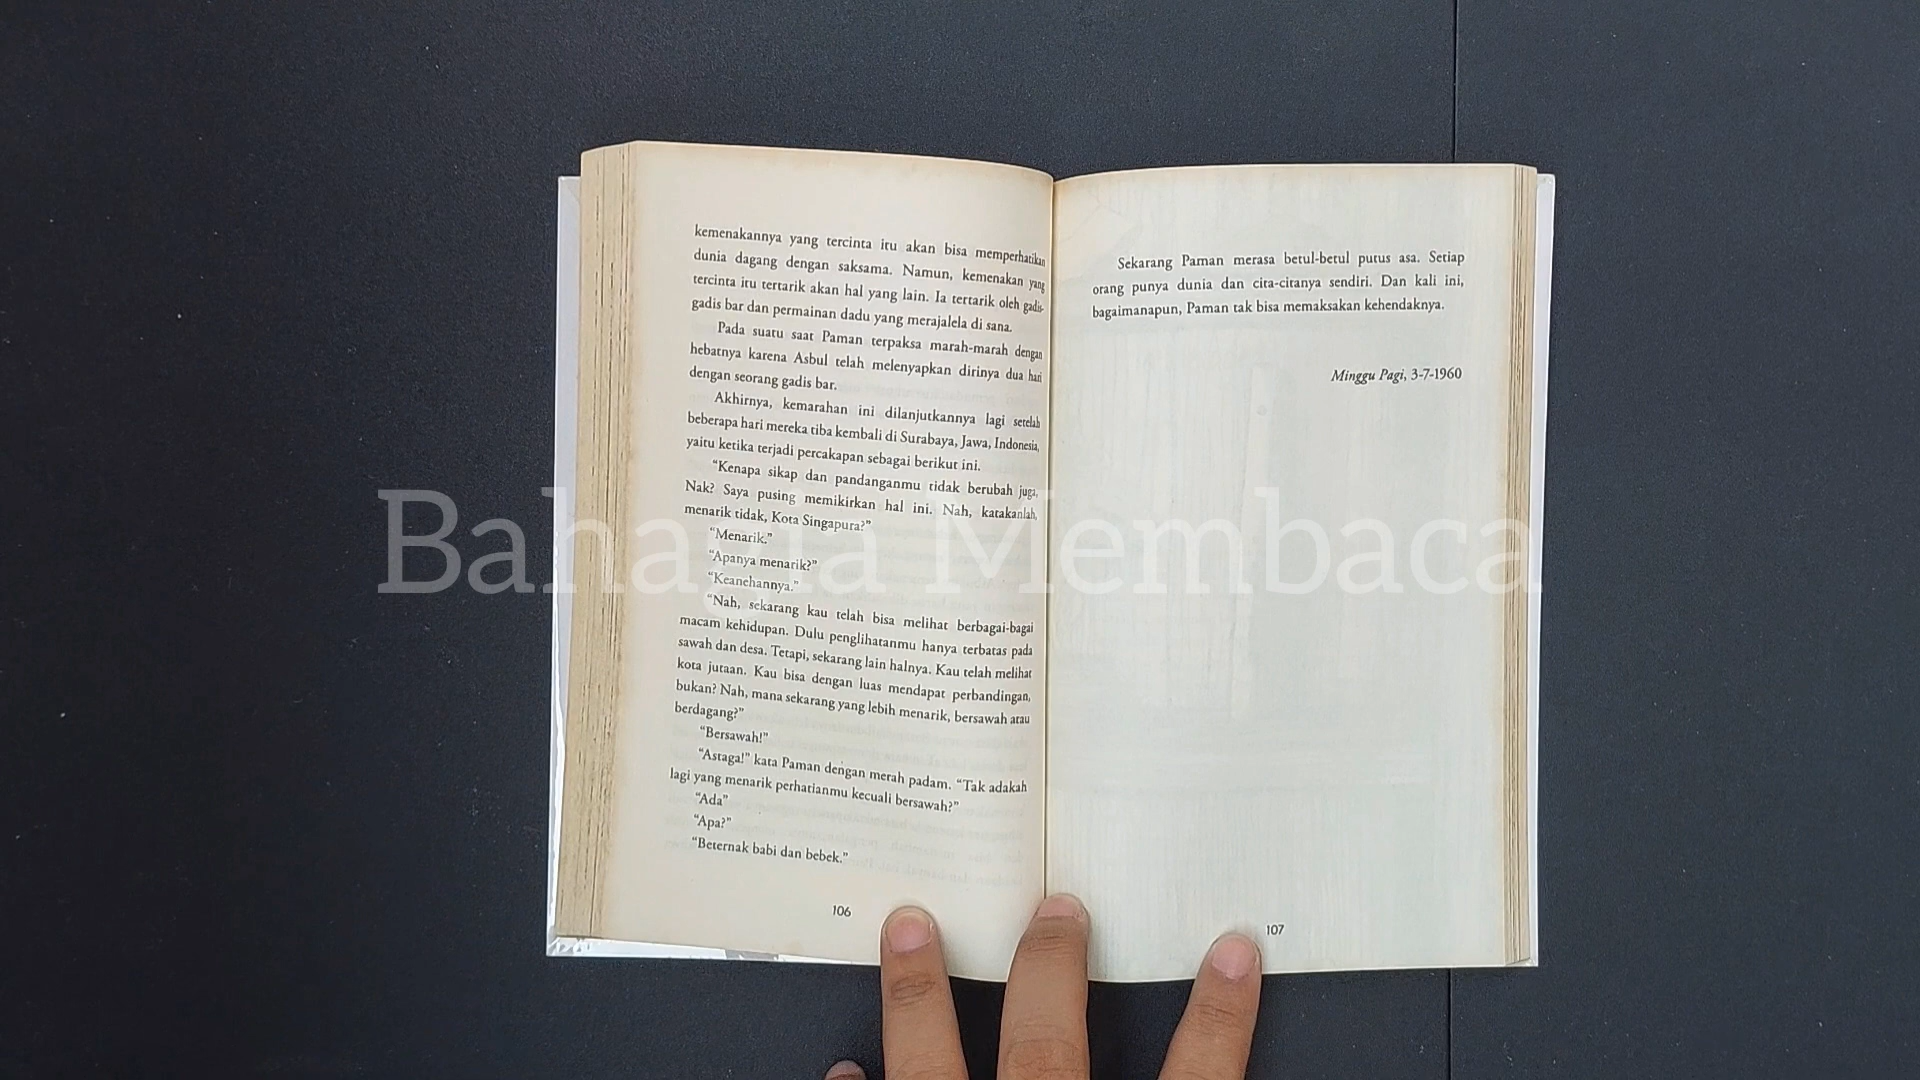 kemenakannya yang tercinta itu akan bisa memperhatikan
dunia dagang dengan saksama. Namun, kemenakan yang
tercinta itu tertarik akan hal yang lain. Ia tertarik oleh gadis-
gadis bar dan permainan dadu yang merajalela di sana.
Pada suatu saat Paman terpaksa marah-marah dengan
hebatnya karena Asbul telah melenyapkan dirinya dua hari
dengan seorang gadis bar.
Akhirnya, kemarahan ini dilanjutkannya lagi setelah
beberapa hari mereka tiba kembali di Surabaya, Jawa, Indonesia,
yaitu ketika terjadi percakapan sebagai berikut ini.
“Kenapa sikap dan pandanganmu tidak berubah juga,
Nak? Saya pusing memikirkan hal ini. Nah, katakanlah,
menarik tidak, Kota Singapura?”
“Menarik.”
“Apanya menarik?”
“Keanehannya.”
“Nah, sekarang kau telah bisa melihat berbagai-bagai
macam kehidupan. Dulu penglihatanmu hanya terbatas pada
sawah dan desa. Tetapi, sekarang lain halnya. Kau telah melihat
kota jutaan. Kau bisa dengan luas mendapat perbandingan,
bukan? Nah, mana sekarang yang lebih menarik, bersawah atau
berdagang?”
“Bersawah!”
“Astaga!” kata Paman dengan merah padam. “Tak adakah
lagi yang menarik perhatianmu kecuali bersawah?”
“Ada”
“Apa?”
“Beternak babi dan bebek.”
106
Sekarang Paman merasa betul-betul putus asa. Setiap
orang punya dunia dan cita-citanya sendiri. Dan kali ini,
bagaimanapun, Paman tak bisa memaksakan kehendaknya.
Minggu Pagi, 3-7-1960
107
Bahagia Membaca